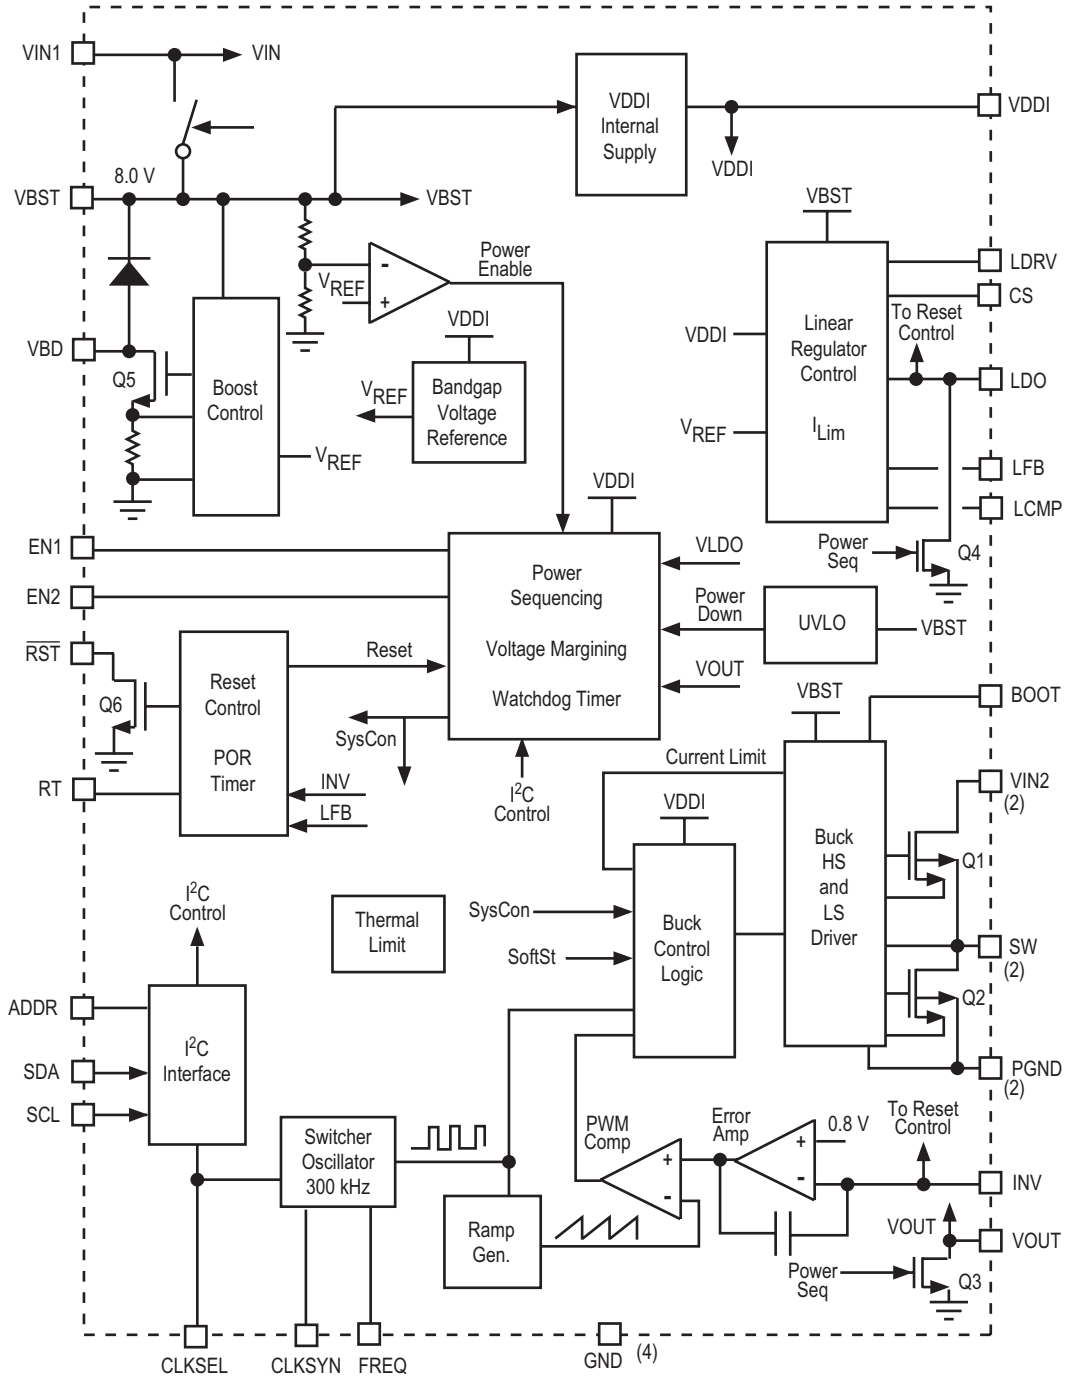 VIN1
VIN
VDDI
Internal
Supply
VDDI
VDDI
8.0 V
VBST
VBST
VBST
Power
Enable
VREF
-
+
VDDI
LDRV
CS
To Reset
Control
Linear
Regulator
Control
VDDI
VBD
Q5
Boost
Control
VREF
Bandgap
Voltage
Reference
LDO
VREF
ILim
VREF
LFB
VDDI
LCMP
EN1
Power
Seq
Q4
VLDO
EN2
Power
Sequencing
Voltage Margining
Watchdog Timer
Power
Down
UVLO
VBST
RST
Reset
VOUT
Q6
Reset
Control
POR
Timer
VBST
BOOT
SysCon
Current Limit
RT
INV
LFB
I2C
Control
VDDI
VIN2
(2)
Buck
HS
and
LS
Driver
Q1
I2C
Control
Thermal
Limit
SysCon
SoftSt
Buck
Control
Logic
SW
(2)
Q2
ADDR
I2C
Interface
SDA
SCL
PGND
(2)
Switcher
Oscillator
300 kHz
PWM
Comp
Error
Amp
0.8 V
To Reset
Control
+
-
+
-
INV
Ramp
Gen.
VOUT
VOUT
Power
Seq
Q3
CLKSEL
CLKSYN
FREQ
GND
(4)